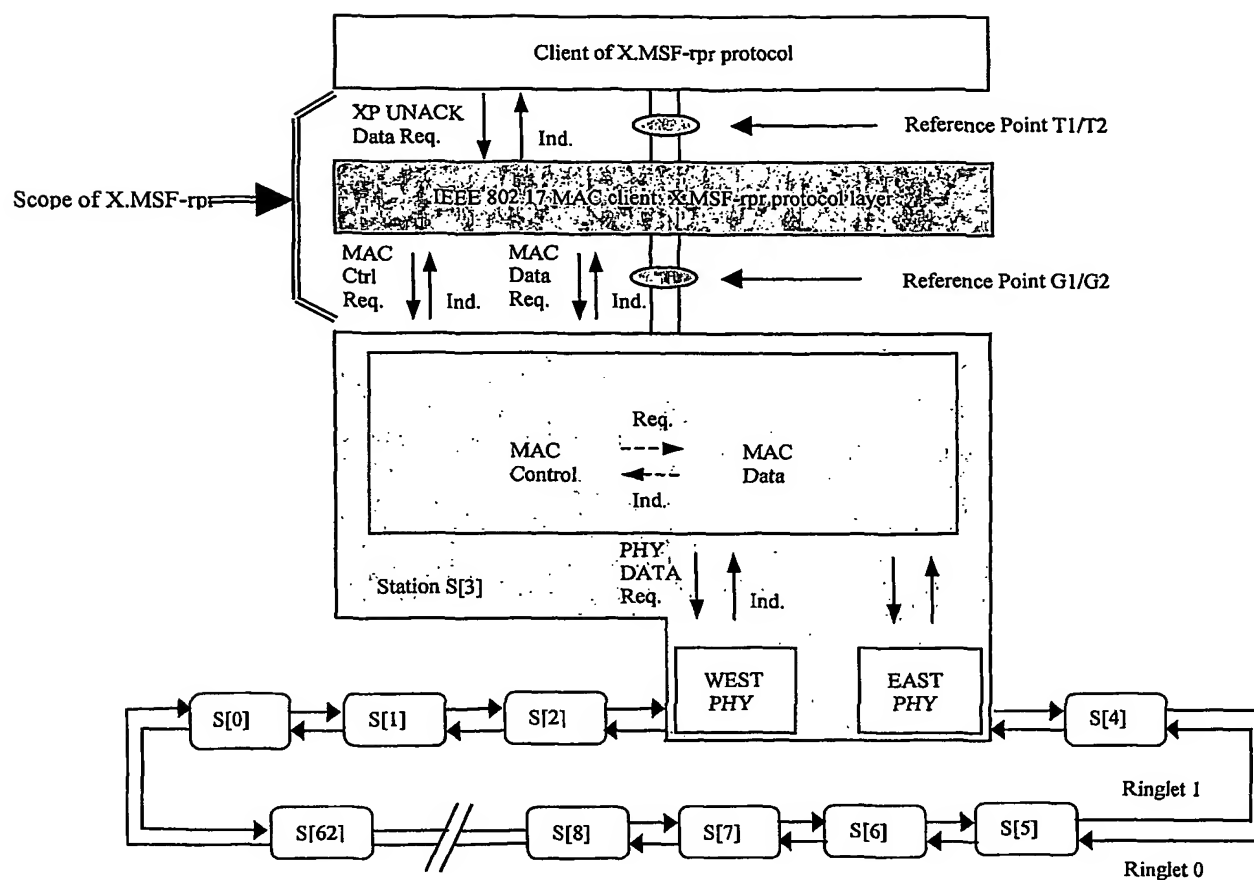 Client of X.MSF-rpr protocol
XP UNACK
Data Req.
Ind.
Reference Point T1/T2
Scope of X.MSF-rpr
IEEE 802.17 MAC client: X.MSF-rpr protocol layer
MAC
Ctrl
Req.
Ind.
MAC
Data
Req.
Ind.
Reference Point G1/G2
Req.
MAC
Control
MAC
Data
Ind.
Station S[3]
PHY
DATA
Req.
Ind.
WEST
PHY
EAST
PHY
S[0]
S[1]
S[2]
S[4]
Ringlet 1
S[62]
S[8]
S[7]
S[6]
S[5]
Ringlet 0